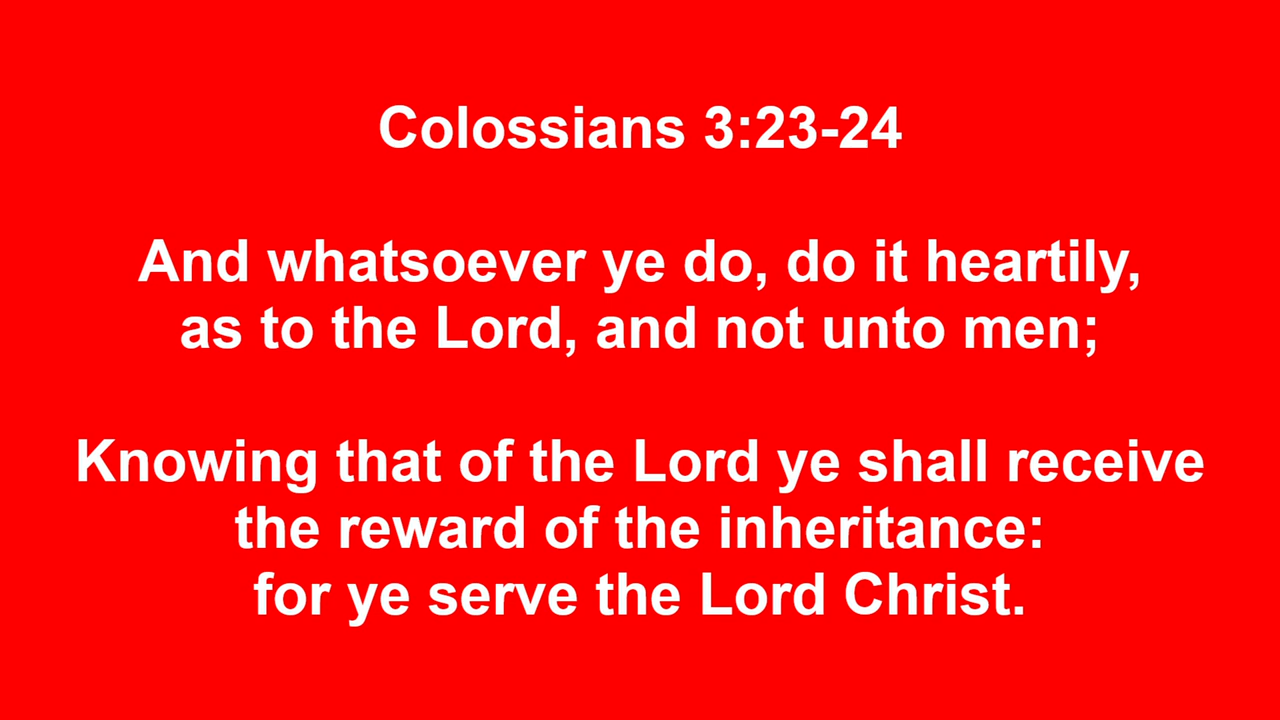 Colossians 3:23-24
And whatsoever ye do, do it heartily,
as to the Lord, and not unto men;
Knowing that of the Lord ye shall receive
the reward of the inheritance:
for ye serve the Lord Christ.